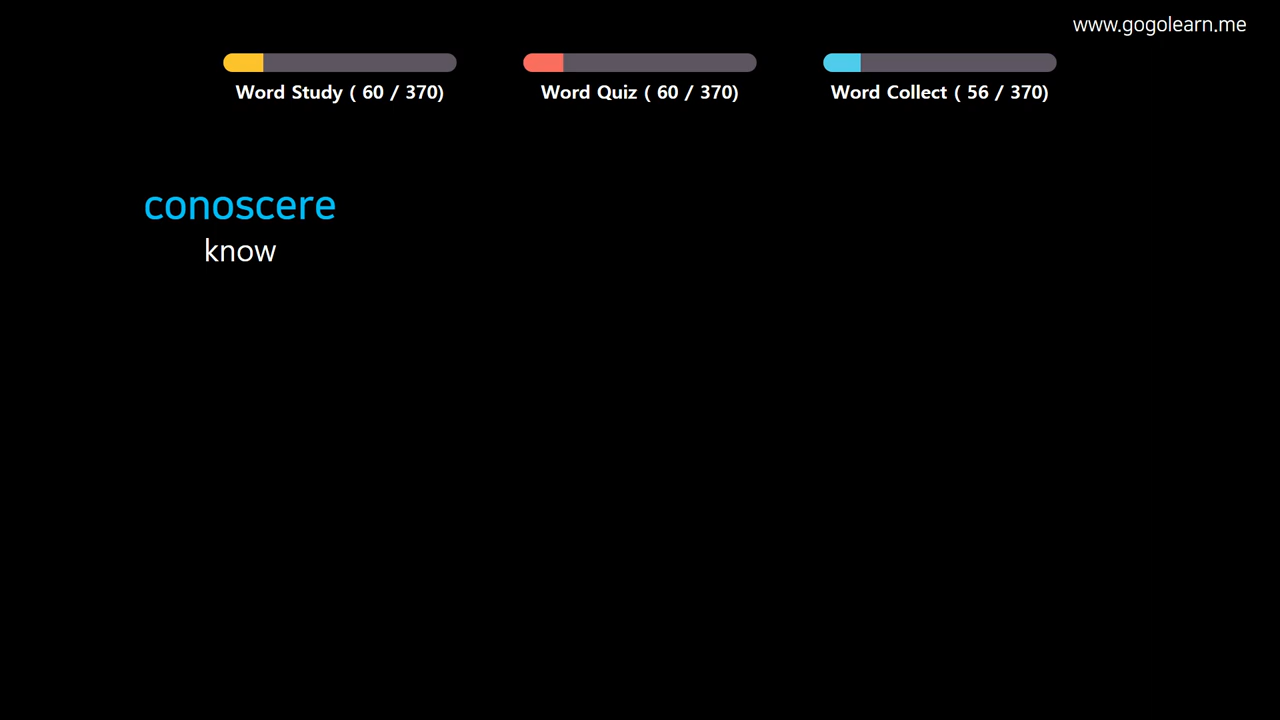 www.gogolearn.me
Word Study ( 60 / 370)
Word Quiz ( 60 / 370)
Word Collect ( 56 / 370)
conoscere
know